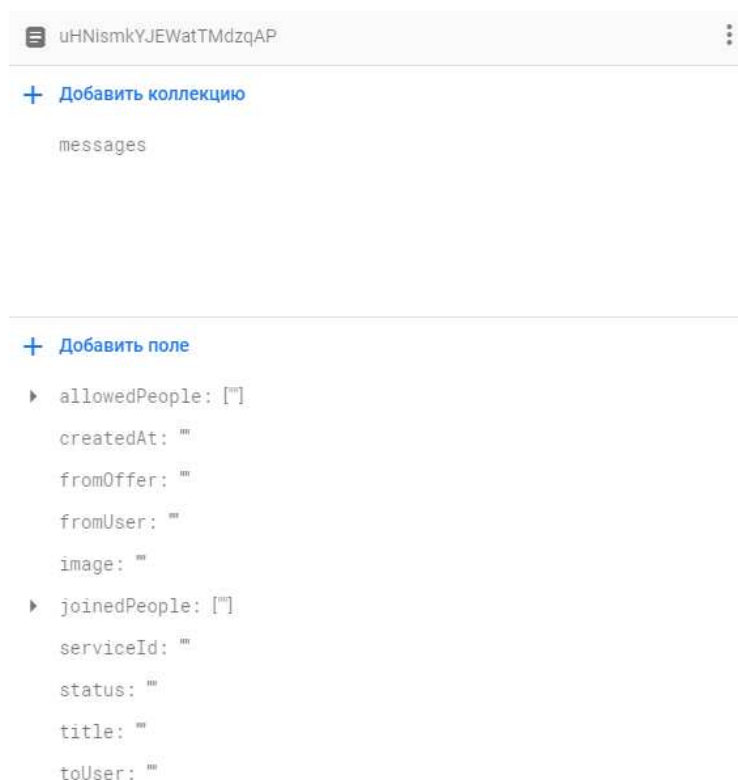 uHNismkYJEWatTMdzqAP
Добавить коллекцию
messages
Добавить поле
allowedPeople: [""]
createdAt: ""
fromOffer: ""
fromUser: ""
image: ""
joinedPeople: [""]
serviceId: ""
status: ""
title: ""
toUser: ""